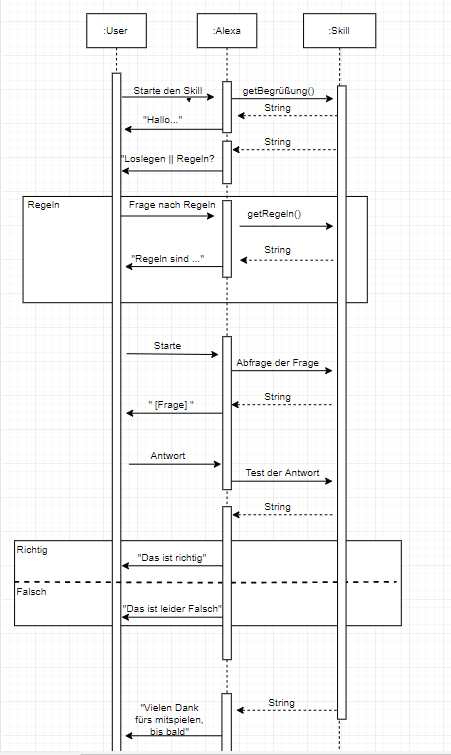 :User
:Alexa
:Skill
Starte den Skill
getBegrüßung()
String
"Hallo..."
String
"Loslegen || Regeln?
Regeln
Frage nach Regeln
getRegeln()
String
"Regeln sind ..."
Starte
Abfrage der Frage
String
" [Frage] "
Antwort
Test der Antwort
String
Richtig
"Das ist richtig"
Falsch
"Das ist leider Falsch"
String
"Vielen Dank
fürs mitspielen,
bis bald"